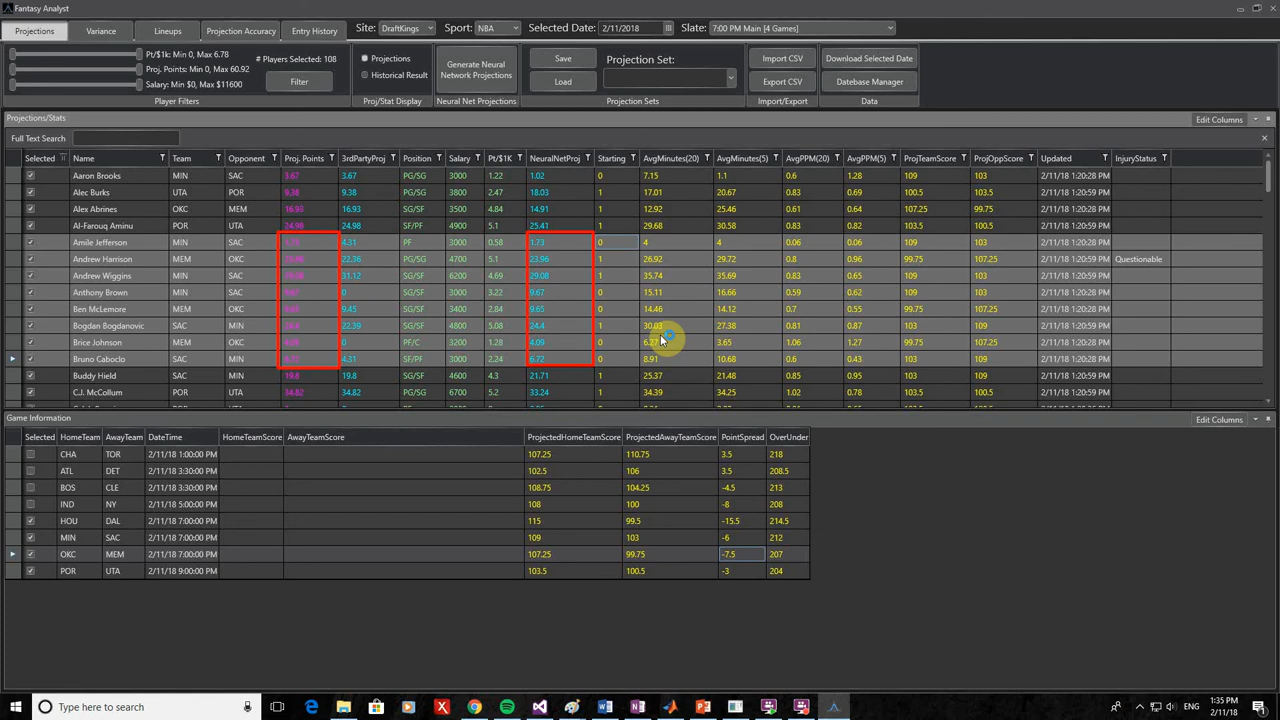 Fantasy Analyst
Projections Variance Lineups Projection Accuracy Entry History Site: DraftKings Sport: NBA Selected Date: 2/11/2018 Slate: 7:00 PM Main [4 Games]
Pt/$1k: Min 0, Max 6.78
Proj. Points: Min 0, Max 60.92
Salary: Min $0, Max $11600
# Players Selected: 108
Filter
Player Filters
Projections
Historical Result
Proj/Stat Display
Generate Neural
Network Projections
Neural Net Projections
Save
Load
Projection Set:
Projection Sets
Import CSV
Export CSV
Import/Export
Download Selected Date
Datebase Manager
Data
Projections/Stats Edit Columns
Full Text Search
Selected Name Team Opponent Proj. Points 3rdPartyProj Position Salary Pt/$1K NeuralNetProj Starting AvgMinutes(20) AvgMinutes(5) AvgPPM(20) AvgPPM(5) ProjTeamScore ProjOppScore Updated InjuryStatus
Aaron Brooks MIN SAC 3.67 3.67 PG/SG 3000 1.22 1.02 0 7.15 1.1 0.6 1.28 109 103 2/11/18 1:20:28 PM
Alec Burks UTA POR 9.38 9.38 PG/SG 3800 2.47 18.03 1 17.01 20.67 0.83 0.95 100.5 103.5 2/11/18 1:20:59 PM
Alex Abrines OKC MEM 16.93 16.93 SG/SF 3500 4.84 14.91 1 12.92 25.46 0.61 0.64 107.25 99.75 2/11/18 1:20:28 PM
Al-Farouq Aminu POR UTA 24.98 24.98 SF/PF 4900 5.1 25.41 1 29.68 30.58 0.83 0.82 103.5 100.5 2/11/18 1:20:59 PM
Amile Jefferson MIN SAC 4.31 PF 3000 0.58 1.73 0 4 4 0.06 0.06 109 103 2/11/18 1:20:28 PM
Andrew Harrison MEM OKC 22.36 PG/SG 4700 5.1 23.96 1 26.92 29.72 0.8 0.96 99.75 107.25 2/11/18 1:20:59 PM Questionable
Andrew Wiggins MIN SAC 31.12 SG/SF 6200 4.69 29.08 1 35.74 35.69 0.83 0.65 109 103 2/11/18 1:20:28 PM
Anthony Brown MIN SAC 0 SG/SF 3000 3.22 9.67 0 15.11 16.66 0.59 0.62 109 103 2/11/18 1:20:59 PM
Ben McLemore MEM OKC 9.45 SG/SF 3400 2.84 9.65 0 14.46 14.12 0.7 0.5 99.75 107.25 2/11/18 1:20:28 PM
Bogdan Bogdanovic SAC MIN 22.39 SG/SF 4800 5.08 24.4 1 30.03 27.38 0.81 0.87 103 109 2/11/18 1:20:59 PM
Brice Johnson MEM OKC 0 PF/C 3200 1.28 4.09 0 6.27 3.65 1.06 1.27 99.75 107.25 2/11/18 1:20:28 PM
Bruno Caboclo SAC MIN 4.31 SF/PF 3000 2.24 6.72 0 8.91 10.68 0.6 0.43 103 109 2/11/18 1:20:59 PM
Buddy Hield SAC MIN 19.8 19.8 SG/SF 4600 4.3 21.71 0 25.37 21.48 0.85 0.95 103 109 2/11/18 1:20:28 PM
C.J. McCollum POR UTA 34.82 34.82 PG/SG 6700 5.2 33.24 1 34.39 34.39 1.02 0.78 103.5 100.5 2/11/18 1:20:59 PM
Game Information Edit Columns
Selected HomeTeam AwayTeam DateTime HomeTeamScore AwayTeamScore ProjectedHomeTeamScore ProjectedAwayTeamScore PointSpread OverUnder
CHA TOR 2/11/18 1:00:00 PM 107.25 110.75 3.5 218
ATL DET 2/11/18 3:30:00 PM 102.5 106 3.5 208.5
BOS CLE 2/11/18 3:30:00 PM 108.75 104.25 -4.5 213
IND NY 2/11/18 5:00:00 PM 108 100 -8 208
HOU DAL 2/11/18 7:00:00 PM 115 99.5 -15.5 214.5
MIN SAC 2/11/18 7:00:00 PM 109 103 -6 212
OKC MEM 2/11/18 7:00:00 PM 107.25 99.75 -7.5 207
POR UTA 2/11/18 9:00:00 PM 103.5 100.5 -3 204
Type here to search
ENG
1:35 PM
2/11/18